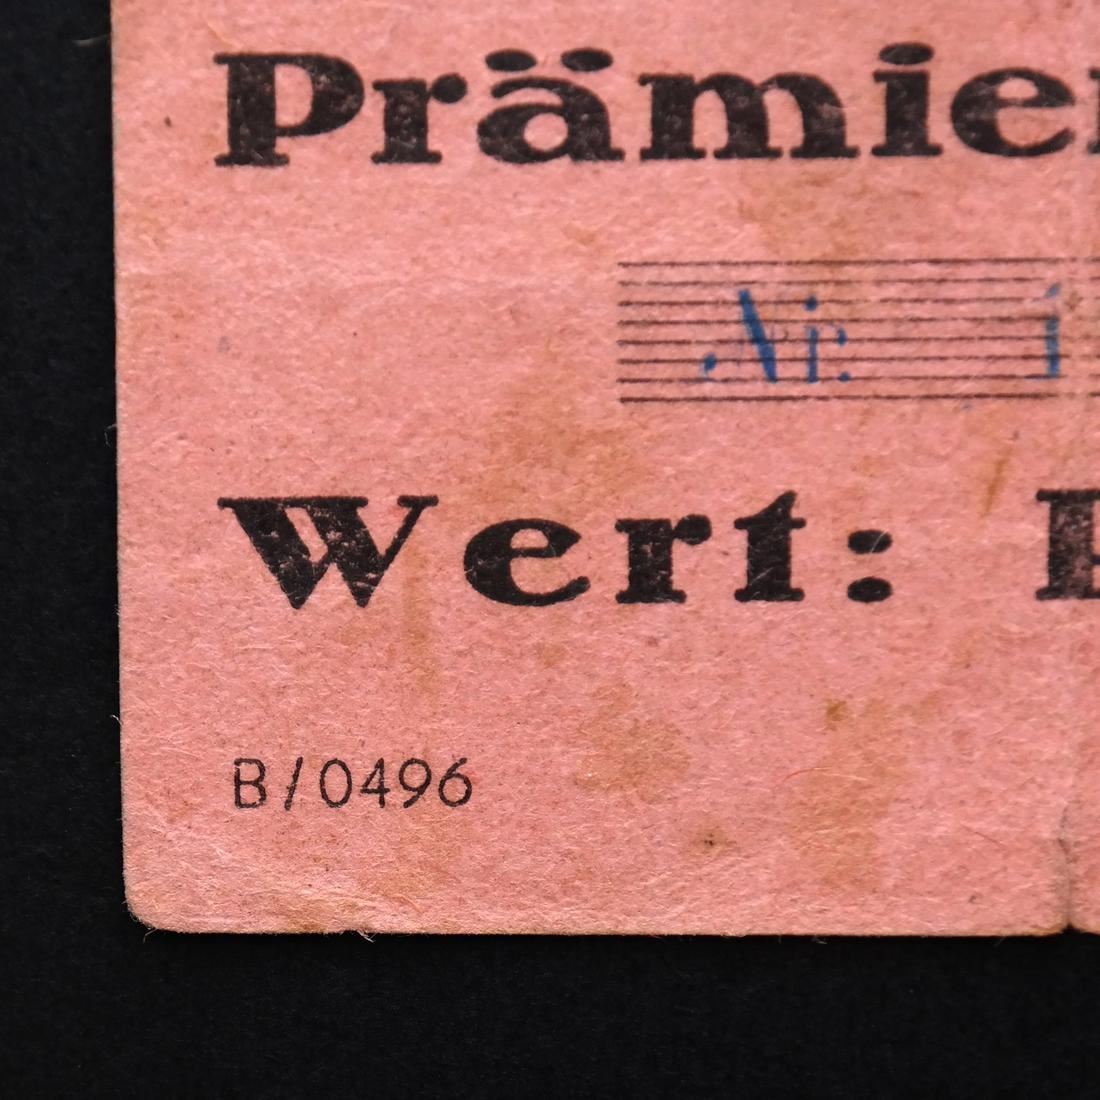 Prämie
Nr. 1
Wert:
B/0496